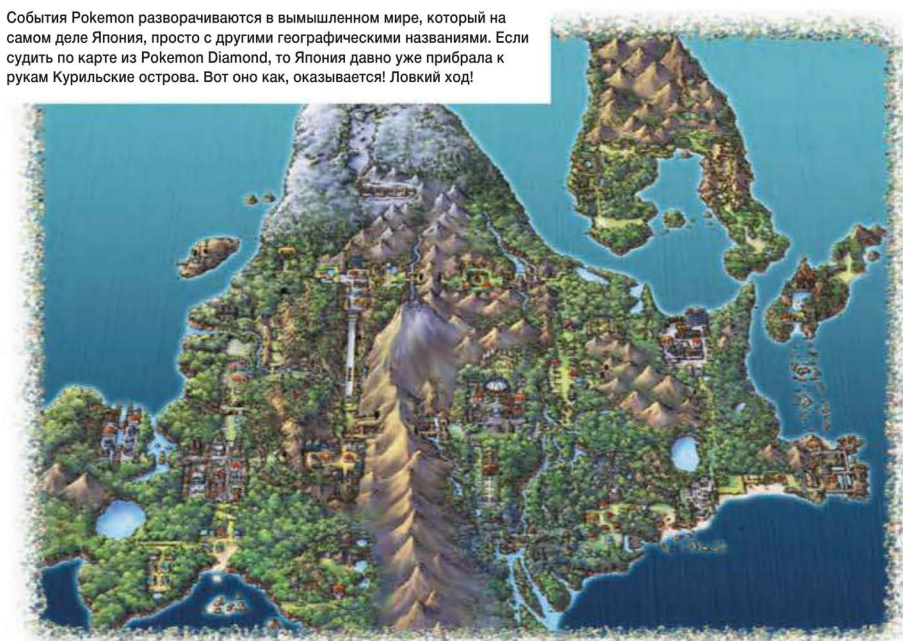 События Pokemon разворачиваются в вымышленном мире, который на
самом деле Япония, просто с другими географическими названиями. Если
судить по карте из Pokemon Diamond, то Япония давно уже прибрала к
рукам Курильские острова. Вот оно как, оказывается! Ловкий ход!